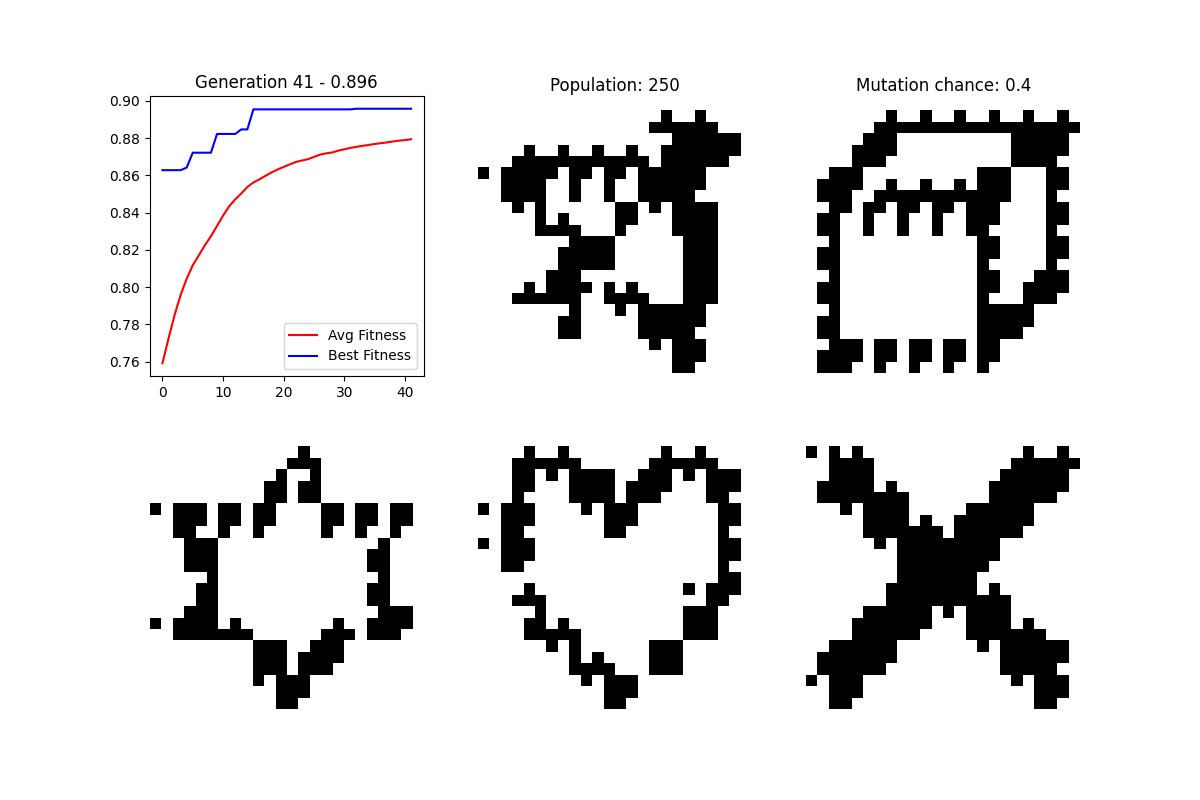 Generation 41 - 0.896
Population: 250
Mutation chance: 0.4
0.90
0.88
0.86
0.84
0.82
0.80
0.78
0.76
Avg Fitness
Best Fitness
0 10 20 30 40